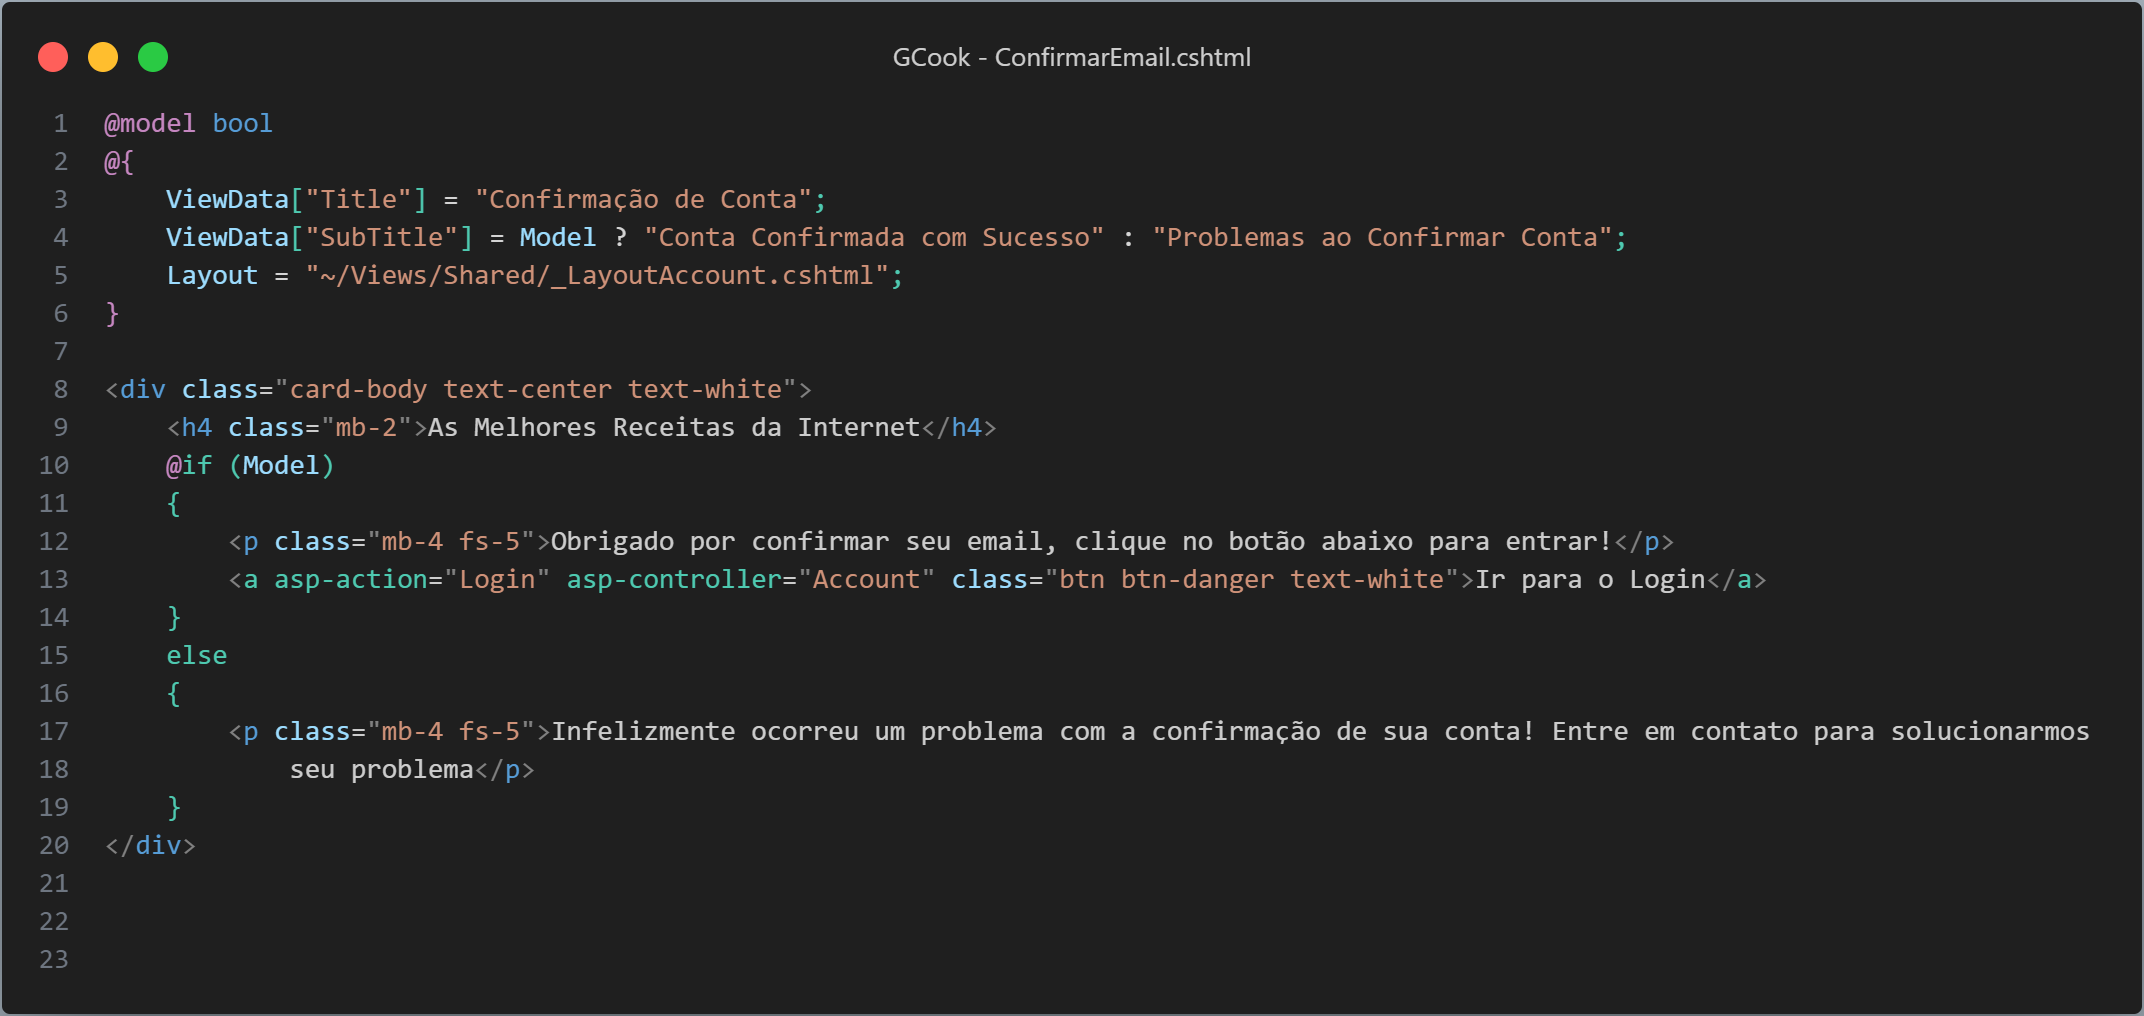 GCook - ConfirmarEmail.cshtml
1 @model bool
2 @{
3     ViewData["Title"] = "Confirmação de Conta";
4     ViewData["SubTitle"] = Model ? "Conta Confirmada com Sucesso" : "Problemas ao Confirmar Conta";
5     Layout = "~/Views/Shared/_LayoutAccount.cshtml";
6 }
7
8 <div class="card-body text-center text-white">
9     <h4 class="mb-2">As Melhores Receitas da Internet</h4>
10     @if (Model)
11     {
12         <p class="mb-4 fs-5">Obrigado por confirmar seu email, clique no botão abaixo para entrar!</p>
13         <a asp-action="Login" asp-controller="Account" class="btn btn-danger text-white">Ir para o Login</a>
14     }
15     else
16     {
17         <p class="mb-4 fs-5">Infelizmente ocorreu um problema com a confirmação de sua conta! Entre em contato para solucionarmos
18             seu problema</p>
19     }
20 </div>
21
22
23